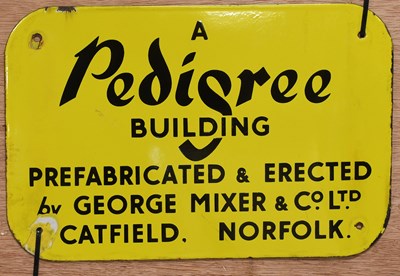 A
Pedigree
BUILDING
PREFABRICATED & ERECTED
by GEORGE MIXER & CO. LTD
CATFIELD, NORFOLK.